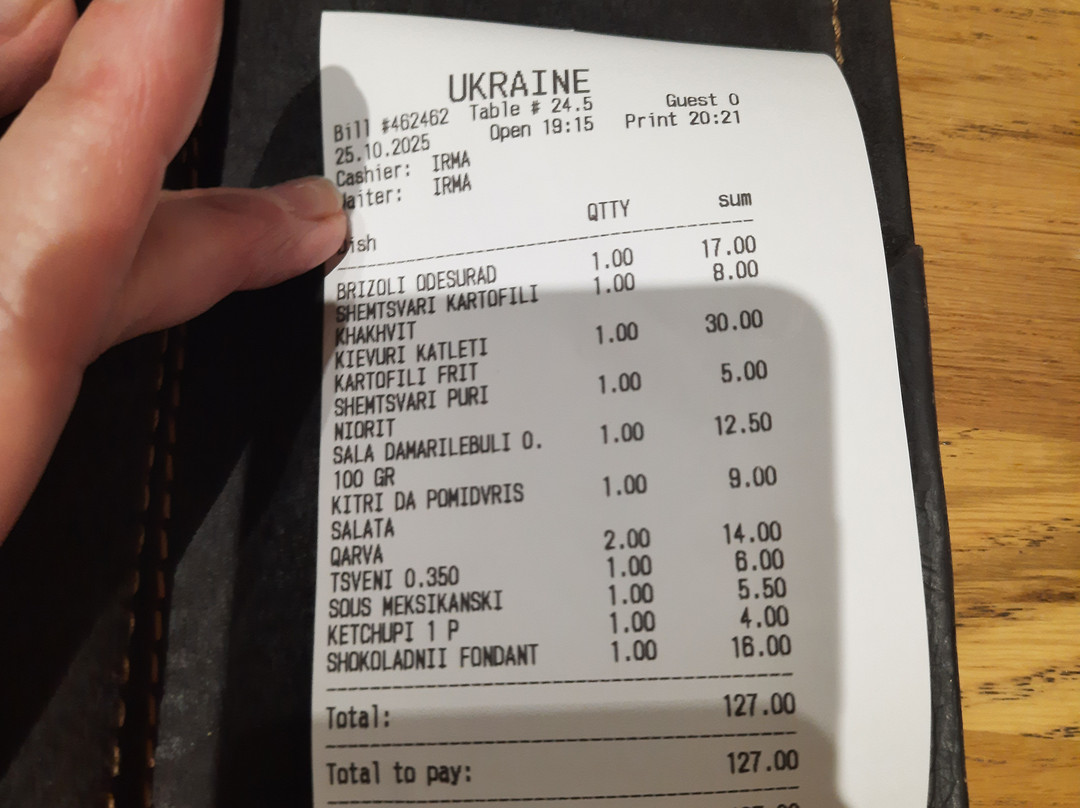 UKRAINE
Bill #462462 Table # 24.5 Guest 0
25.10.2025 Open 19:15 Print 20:21
Cashier: IRMA
Waiter: IRMA
Dish QTTY sum
BRIZOLI ODESURAD 1.00 17.00
SHEMTSVARI KARTOFILI 1.00 8.00
KHAKHVIT
KIEVURI KATLETI 1.00 30.00
KARTOFILI FRIT
SHEMTSVARI PURI 1.00 5.00
NIORIT
SALA DAMARILEBULI O. 1.00 12.50
100 GR
KITRI DA POMIDVRIS 1.00 9.00
SALATA
QARVA 2.00 14.00
TSVENI 0.350 1.00 6.00
SOUS MEKSIKANSKI 1.00 5.50
KETCHUPI 1 P 1.00 4.00
SHOKOLADNII FONDANT 1.00 16.00
Total: 127.00
Total to pay: 127.00